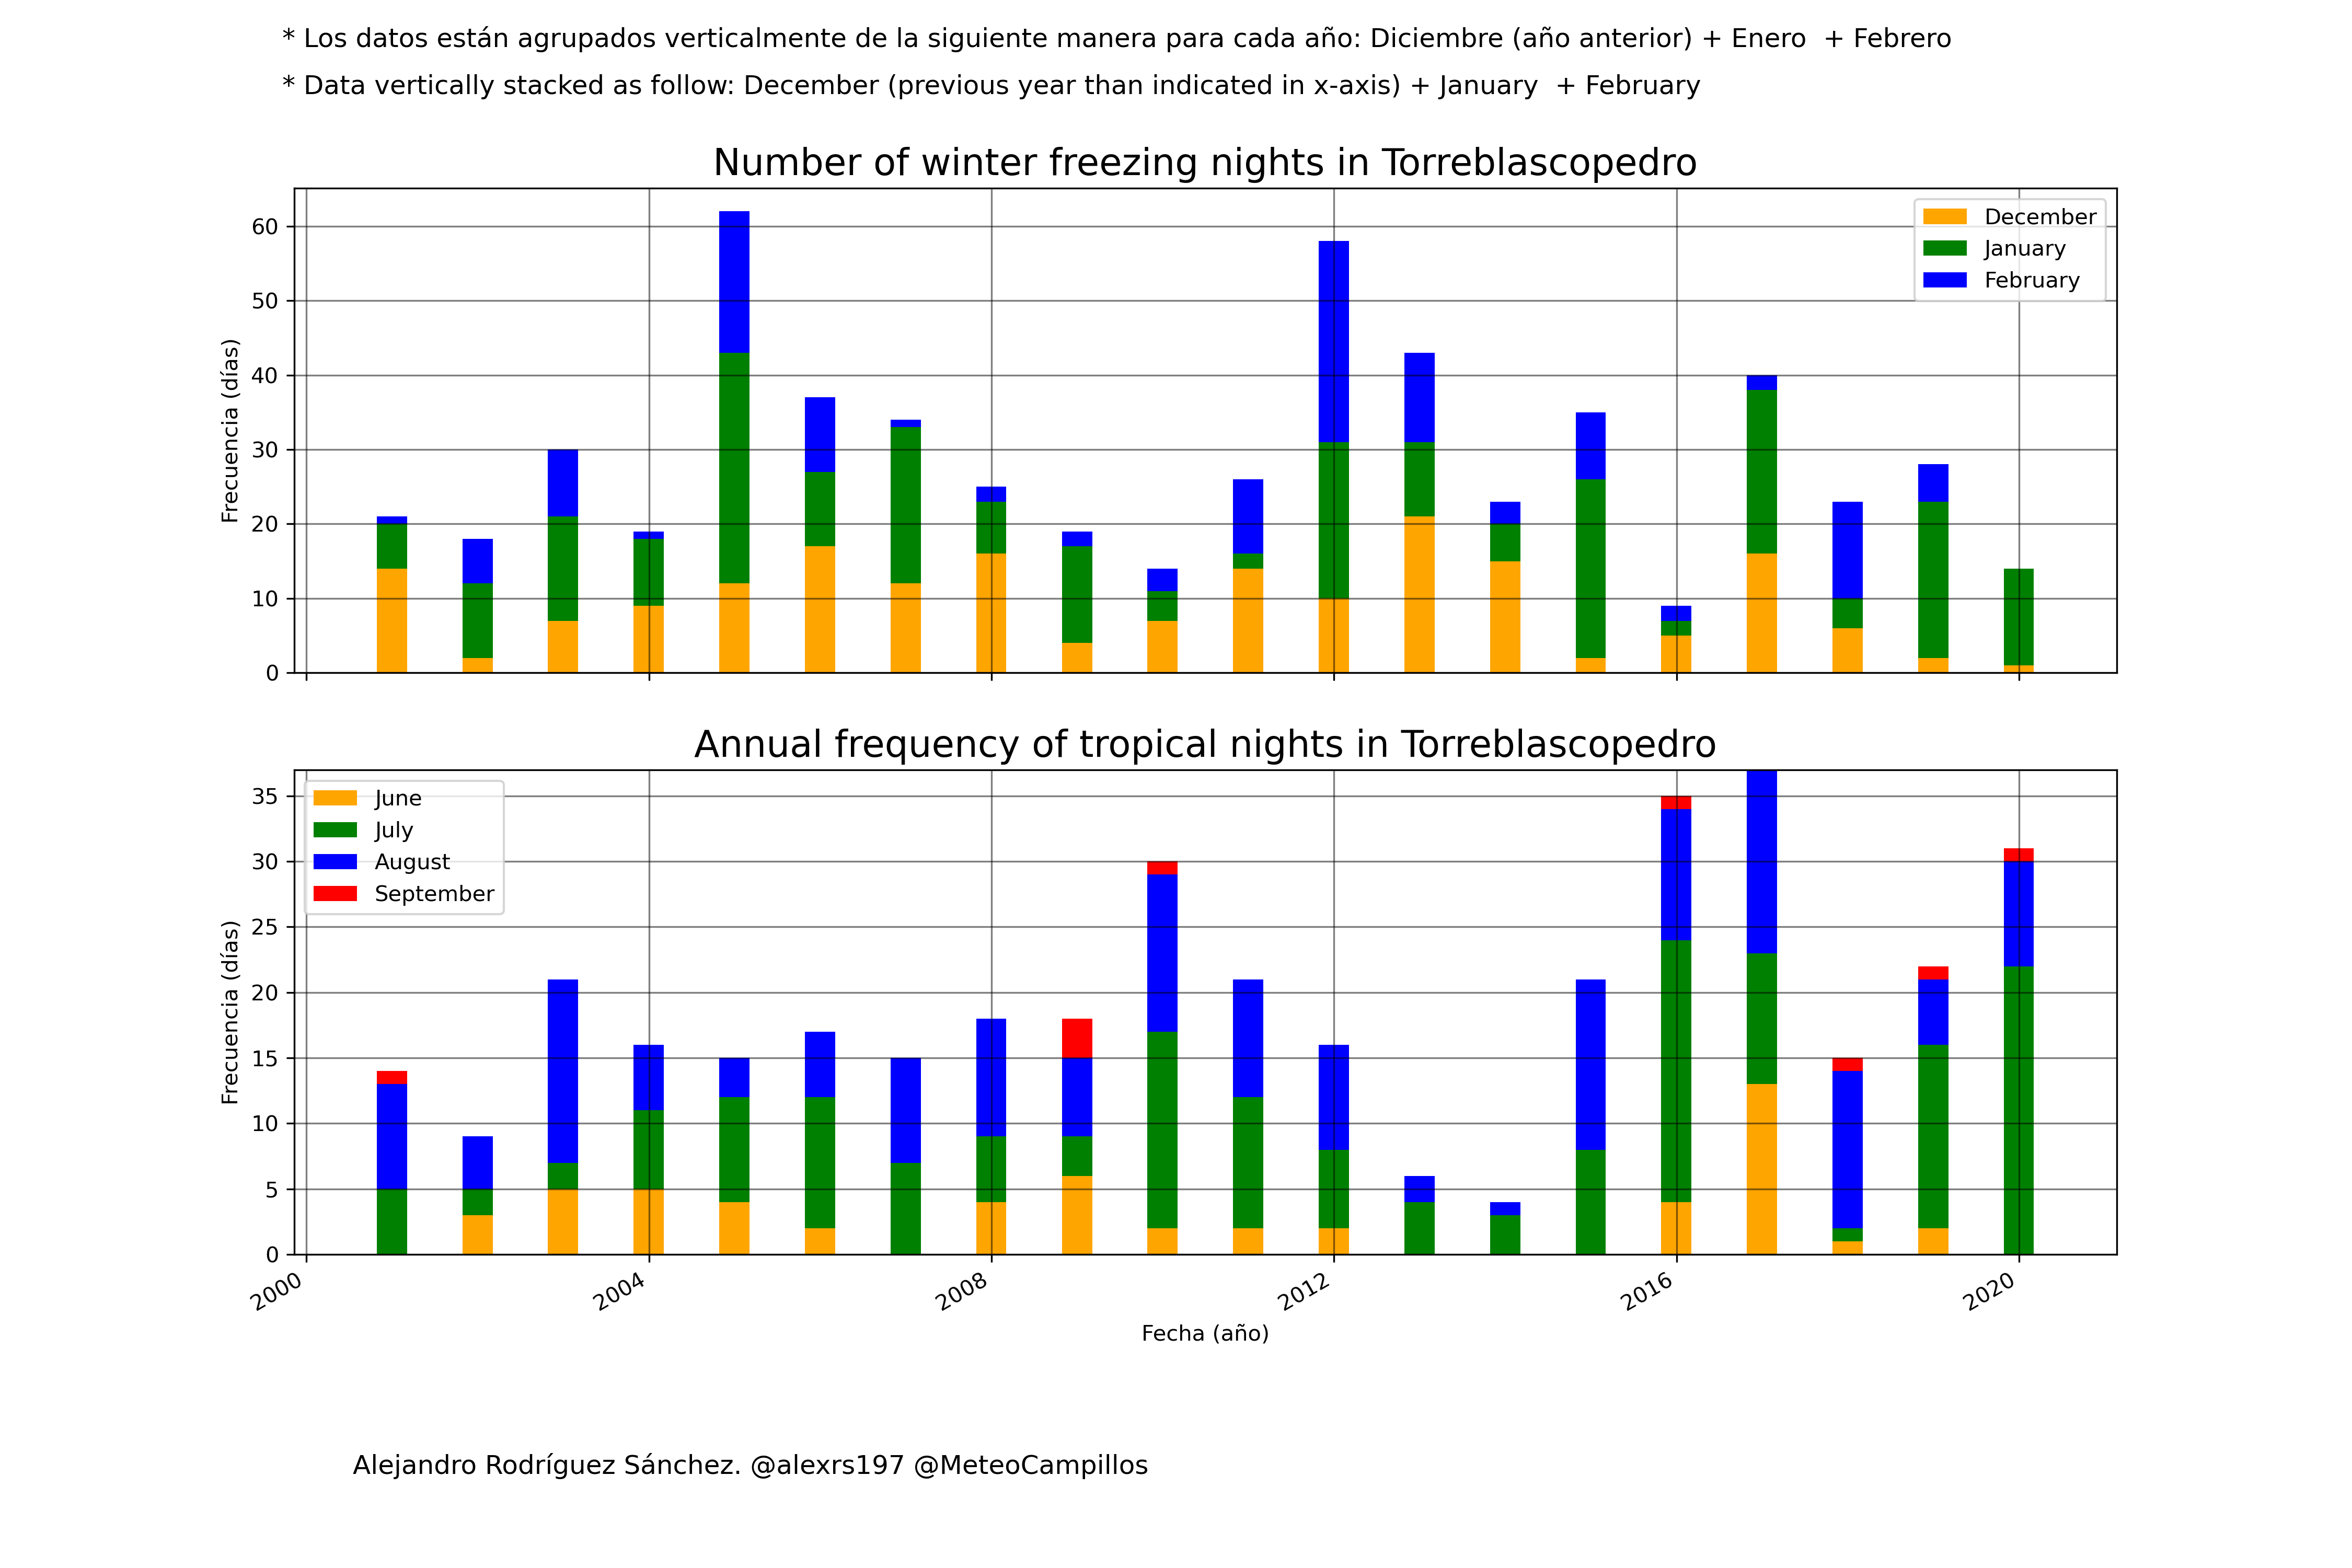 * Los datos están agrupados verticalmente de la siguiente manera para cada año: Diciembre (año anterior) + Enero  + Febrero
* Data vertically stacked as follow: December (previous year than indicated in x-axis) + January  + February
Number of winter freezing nights in Torreblascopedro
Frecuencia (días)
60
50
40
30
20
10
0
December
January
February
Annual frequency of tropical nights in Torreblascopedro
Frecuencia (días)
35
30
25
20
15
10
5
0
June
July
August
September
2000
2004
2008
2012
2016
2020
Fecha (año)
Alejandro Rodríguez Sánchez. @alexrs197 @MeteoCampillos